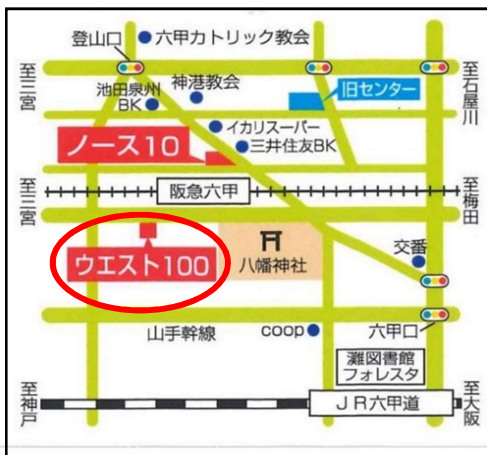 登山口
六甲カトリック教会
至三宮
至石屋川
池田泉州
BK
神港教会
旧センター
イカリスーパー
三井住友BK
ノース10
至三宮
阪急六甲
至梅田
ウエスト100
八幡神社
交番
山手幹線
coop
六甲口
灘図書館
フォレスタ
至神戸
JR六甲道
至大阪